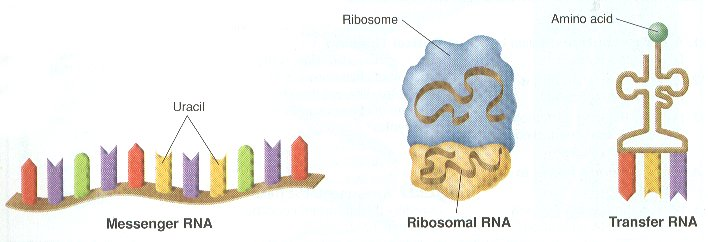 Uracil
Messenger RNA
Ribosome
Ribosomal RNA
Amino acid
Transfer RNA